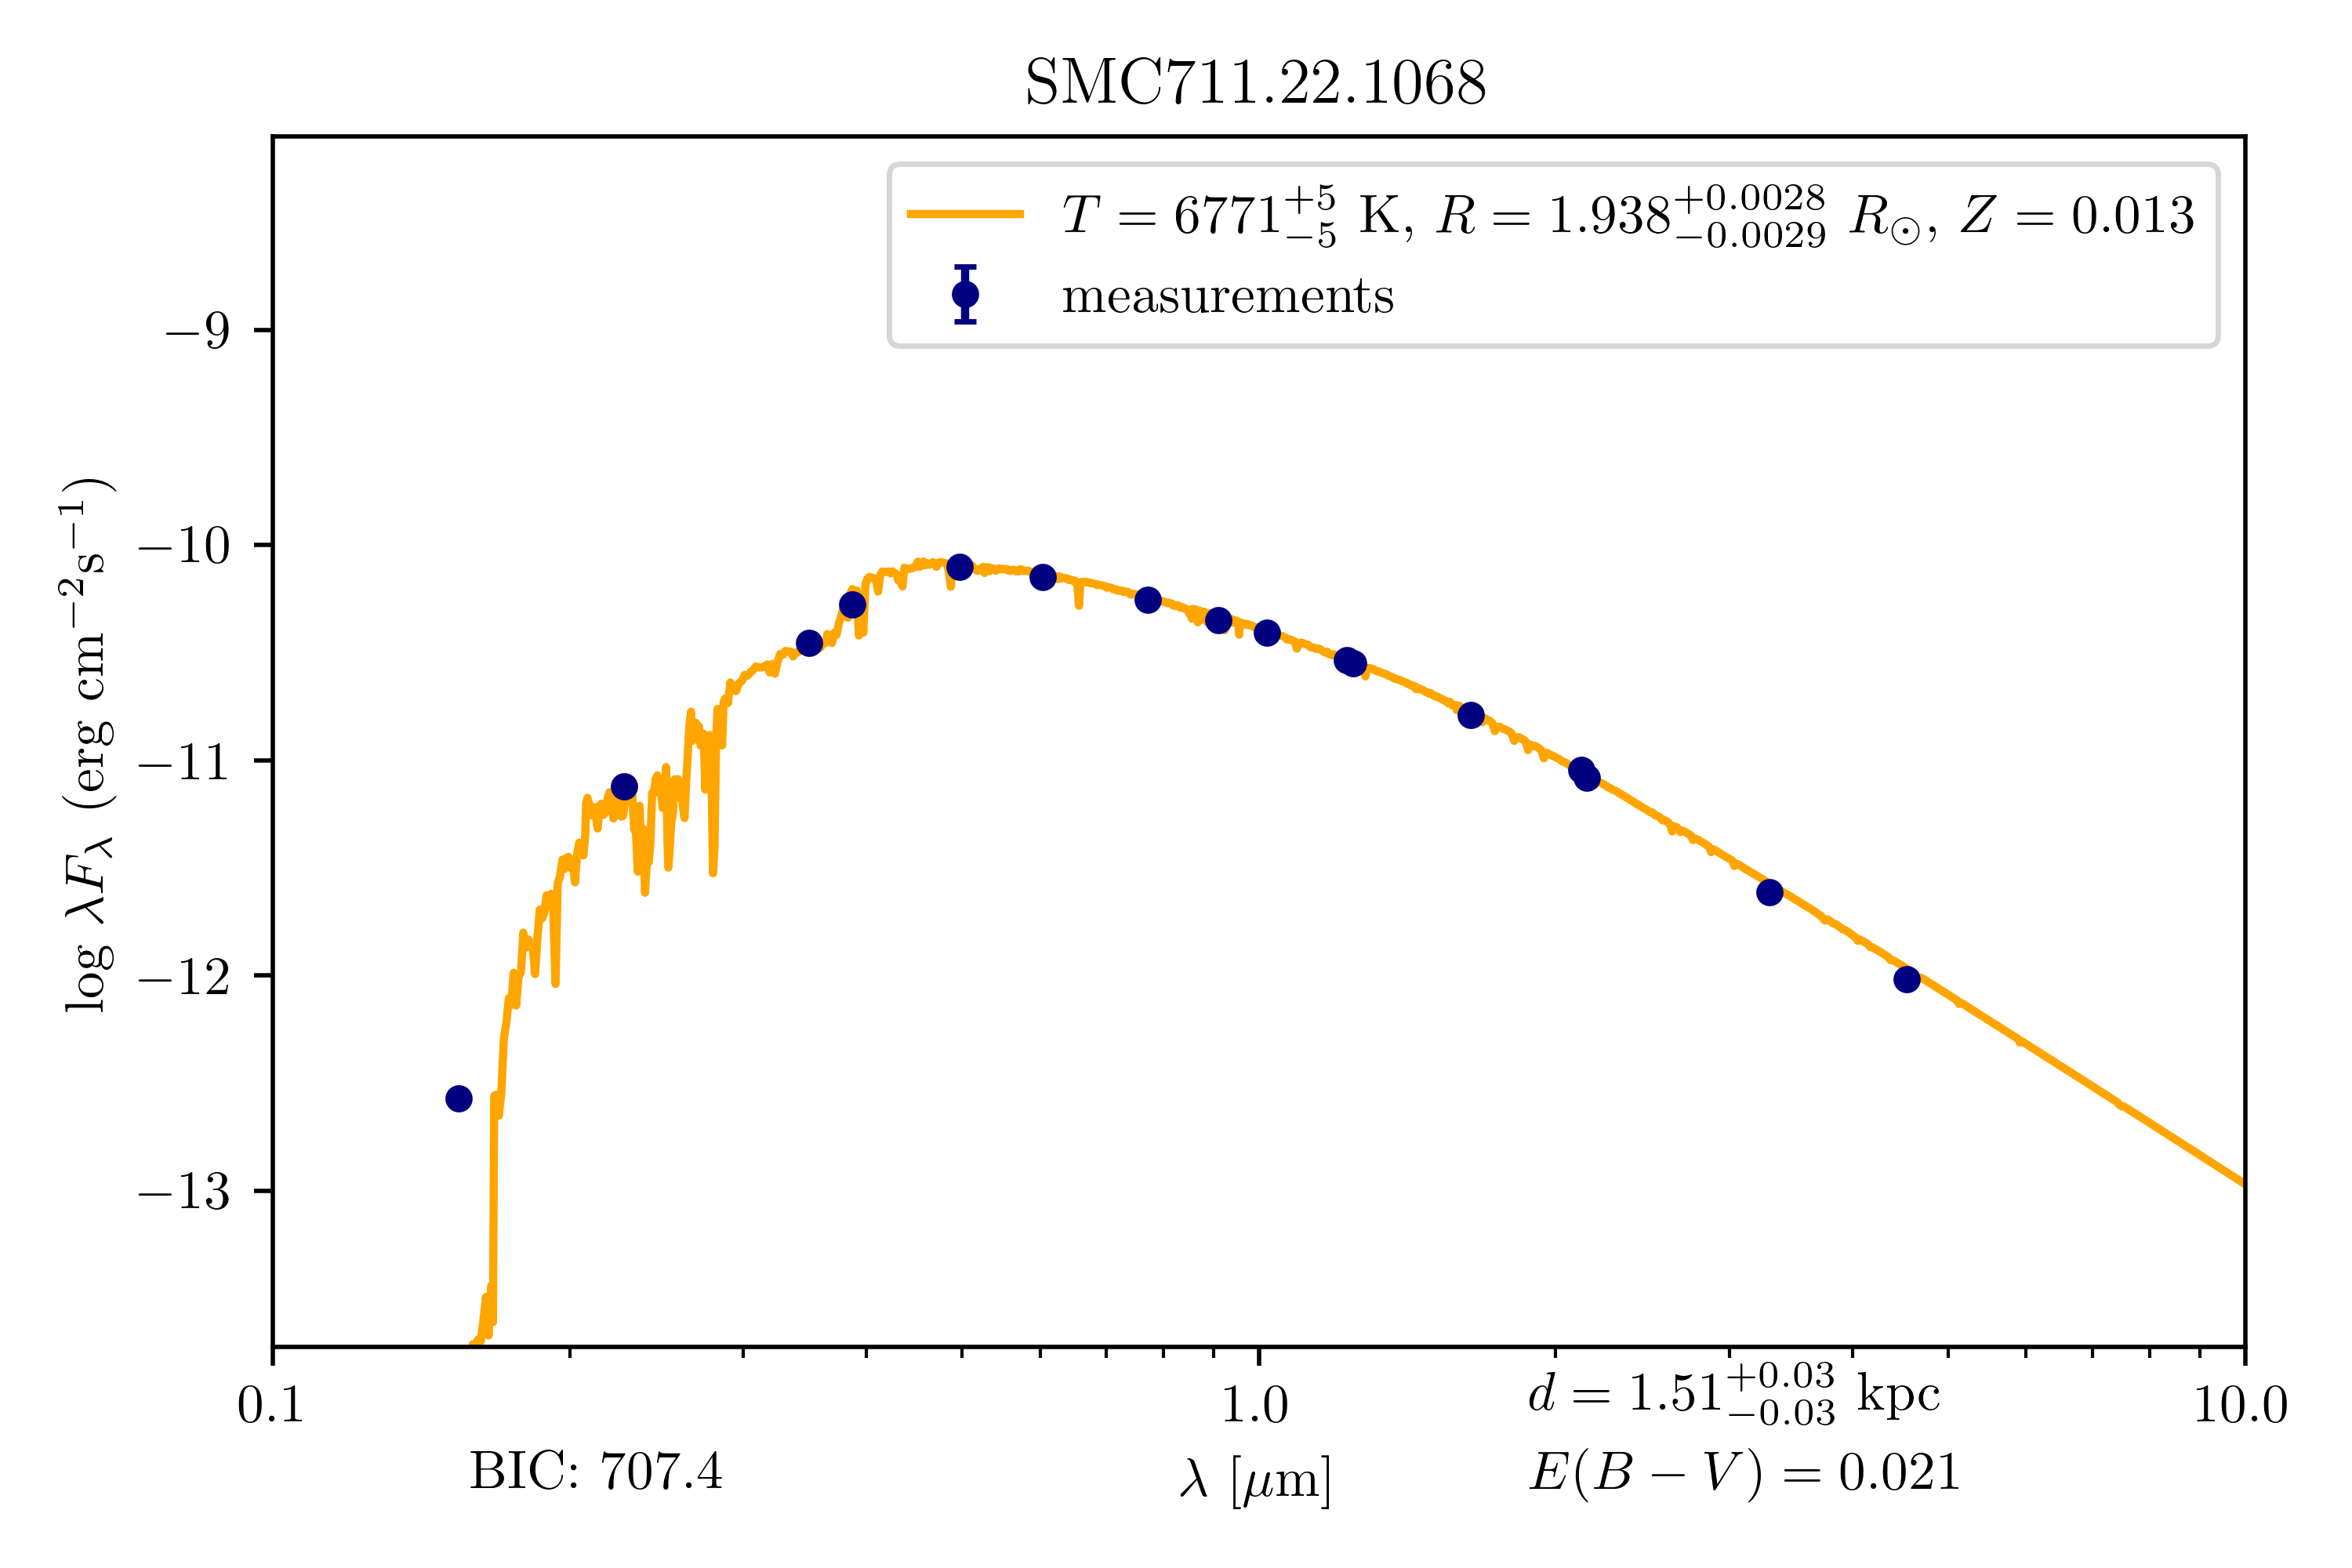 SMC711.22.1068
T = 6771^{+5}_{-5} K, R = 1.938^{+0.0028}_{-0.0029} R_⊙, Z = 0.013
measurements
log λF_λ (erg cm^{−2}s^{−1})
−9
−10
−11
−12
−13
0.1
1.0
10.0
d = 1.51^{+0.03}_{−0.03} kpc
BIC: 707.4
λ [μm]
E(B − V) = 0.021